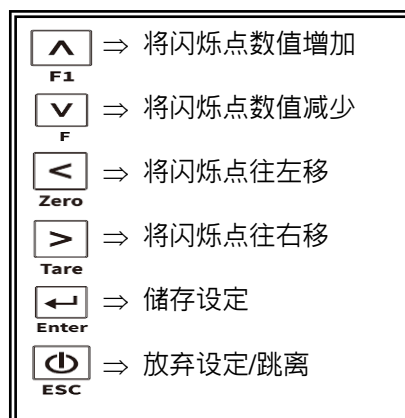 ⇒ 将闪烁点数值增加
F1
⇒ 将闪烁点数值减少
F
⇒ 将闪烁点往左移
Zero
⇒ 将闪烁点往右移
Tare
⇒ 储存设定
Enter
⇒ 放弃设定/跳离
ESC